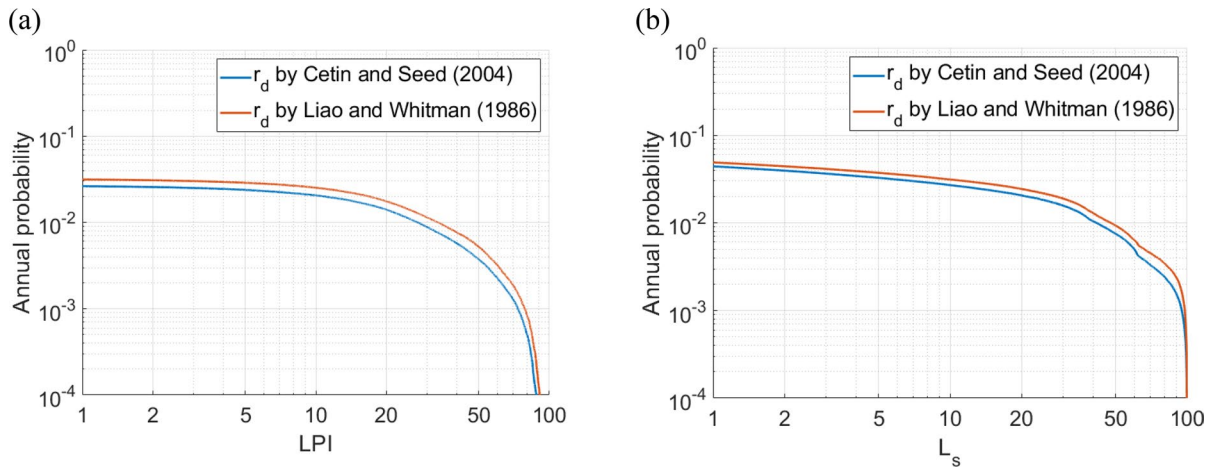 (a)
10^0
10^-1
10^-2
10^-3
10^-4
Annual probability
r_d by Cetin and Seed (2004)
r_d by Liao and Whitman (1986)
1 2 5 10 20 50 100
LPI
(b)
10^0
10^-1
10^-2
10^-3
10^-4
Annual probability
r_d by Cetin and Seed (2004)
r_d by Liao and Whitman (1986)
1 2 5 10 20 50 100
L_s